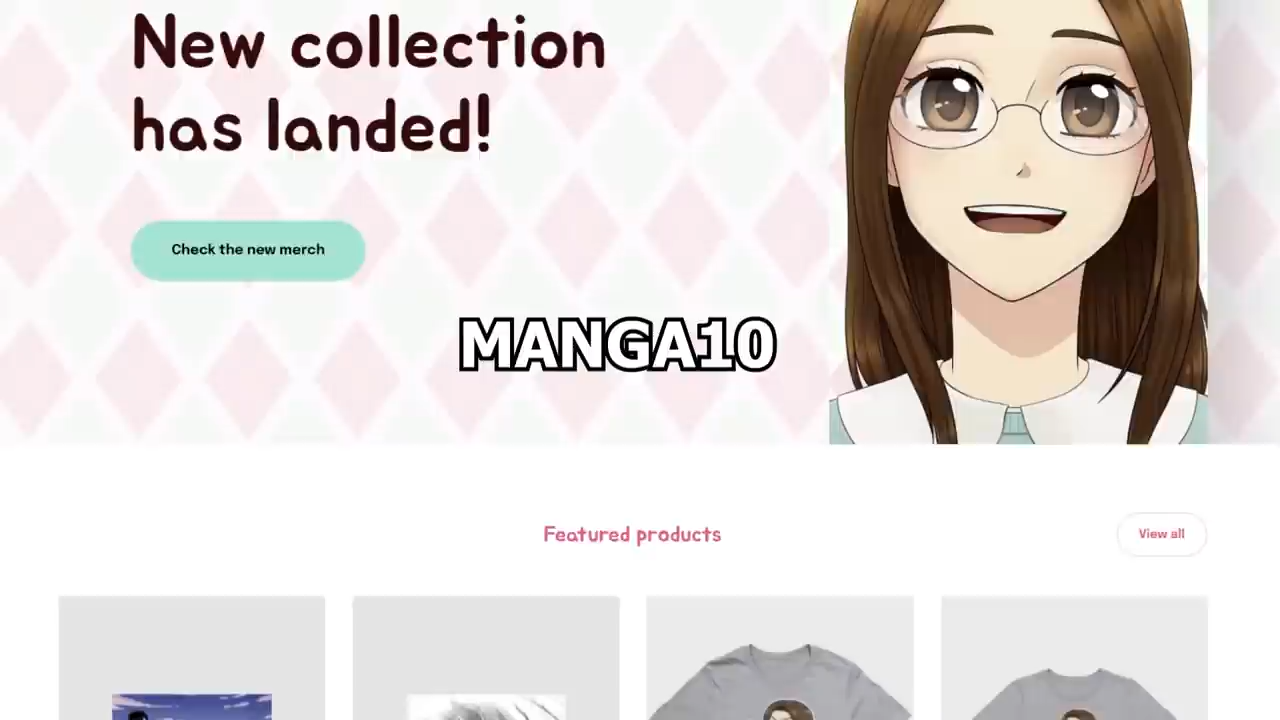 New collection
has landed!
Check the new merch
MANGA10
Featured products
View all